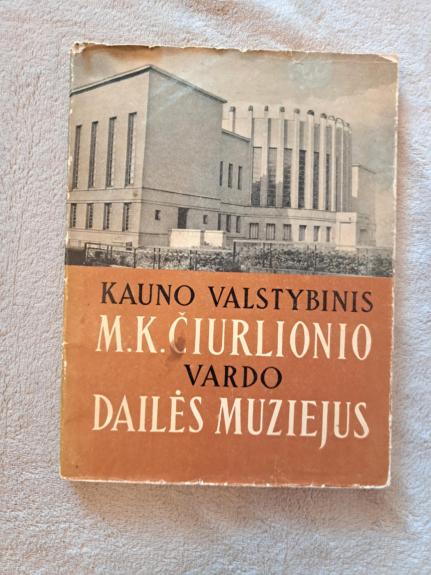 KAUNO VALSTYBINIS
M.K. ČIURLIONIO
VARDO
DAILĖS MUZIEJUS